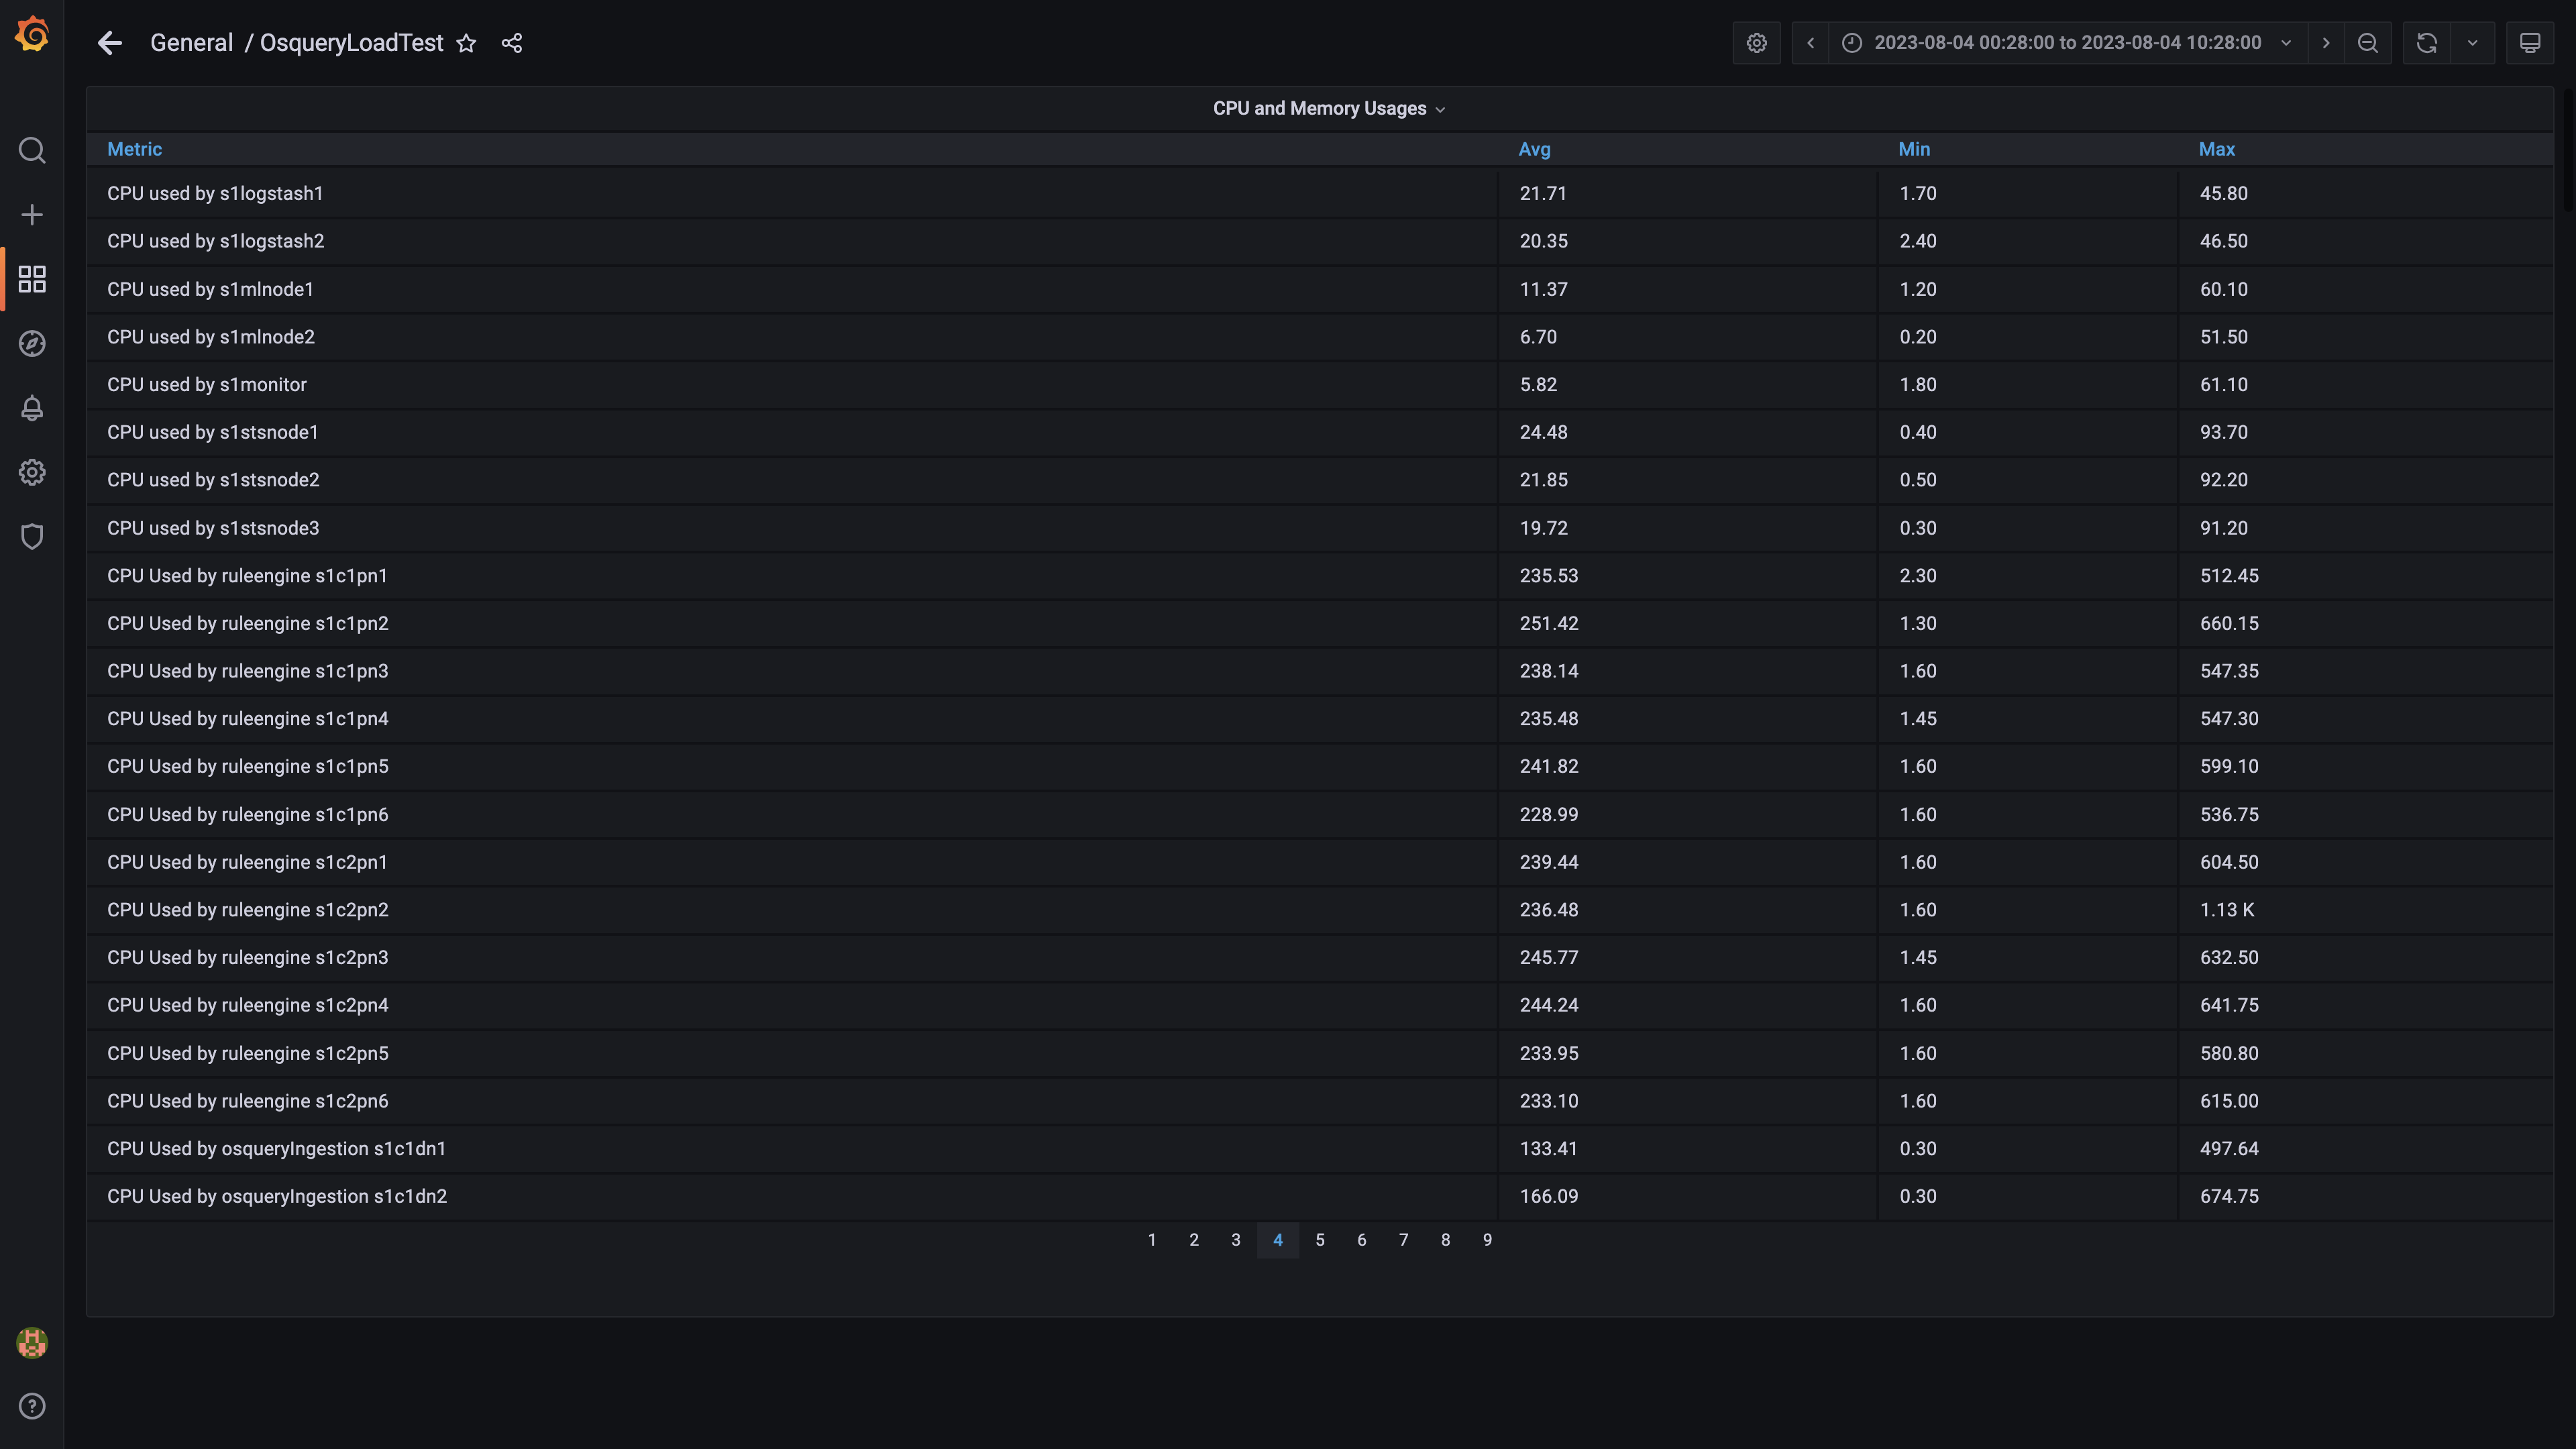 General / OsqueryLoadTest
2023-08-04 00:28:00 to 2023-08-04 10:28:00
CPU and Memory Usages
Metric Avg Min Max
CPU used by s1logstash1 21.71 1.70 45.80
CPU used by s1logstash2 20.35 2.40 46.50
CPU used by s1mlnode1 11.37 1.20 60.10
CPU used by s1mlnode2 6.70 0.20 51.50
CPU used by s1monitor 5.82 1.80 61.10
CPU used by s1stsnode1 24.48 0.40 93.70
CPU used by s1stsnode2 21.85 0.50 92.20
CPU used by s1stsnode3 19.72 0.30 91.20
CPU Used by ruleengine s1c1pn1 235.53 2.30 512.45
CPU Used by ruleengine s1c1pn2 251.42 1.30 660.15
CPU Used by ruleengine s1c1pn3 238.14 1.60 547.35
CPU Used by ruleengine s1c1pn4 235.48 1.45 547.30
CPU Used by ruleengine s1c1pn5 241.82 1.60 599.10
CPU Used by ruleengine s1c1pn6 228.99 1.60 536.75
CPU Used by ruleengine s1c2pn1 239.44 1.60 604.50
CPU Used by ruleengine s1c2pn2 236.48 1.60 1.13 K
CPU Used by ruleengine s1c2pn3 245.77 1.45 632.50
CPU Used by ruleengine s1c2pn4 244.24 1.60 641.75
CPU Used by ruleengine s1c2pn5 233.95 1.60 580.80
CPU Used by ruleengine s1c2pn6 233.10 1.60 615.00
CPU Used by osqueryIngestion s1c1dn1 133.41 0.30 497.64
CPU Used by osqueryIngestion s1c1dn2 166.09 0.30 674.75
1 2 3 4 5 6 7 8 9